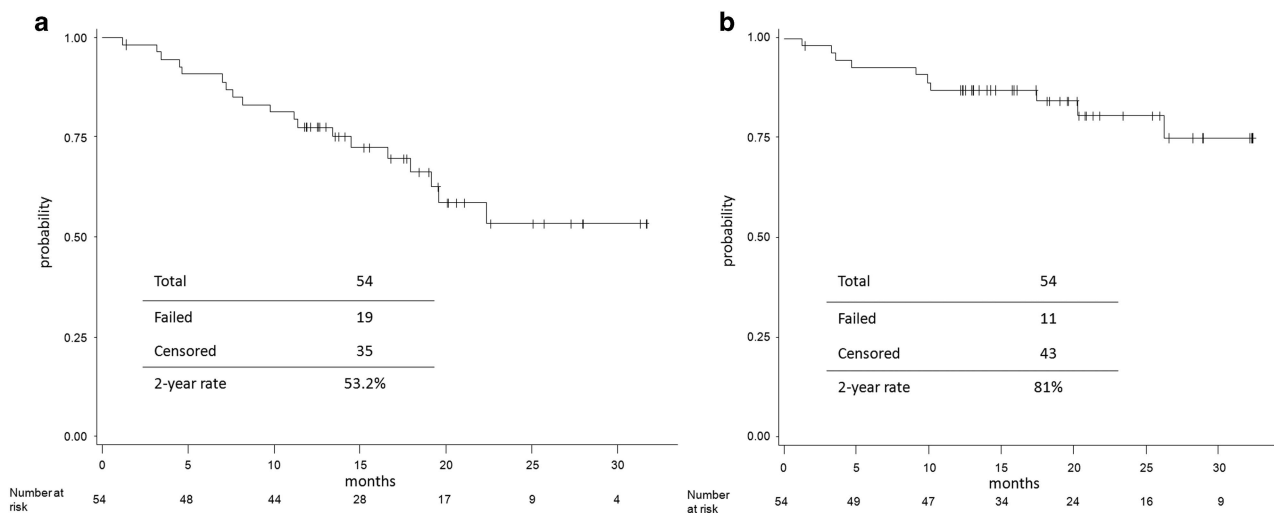 a
1.00
0.75
0.50
0.25
0.00
probability
Total 54
Failed 19
Censored 35
2-year rate 53.2%
0 5 10 15 20 25 30
months
Number at risk
54 48 44 28 17 9 4
b
1.00
0.75
0.50
0.25
0.00
probability
Total 54
Failed 11
Censored 43
2-year rate 81%
0 5 10 15 20 25 30
months
Number
at risk
54 49 47 34 24 16 9